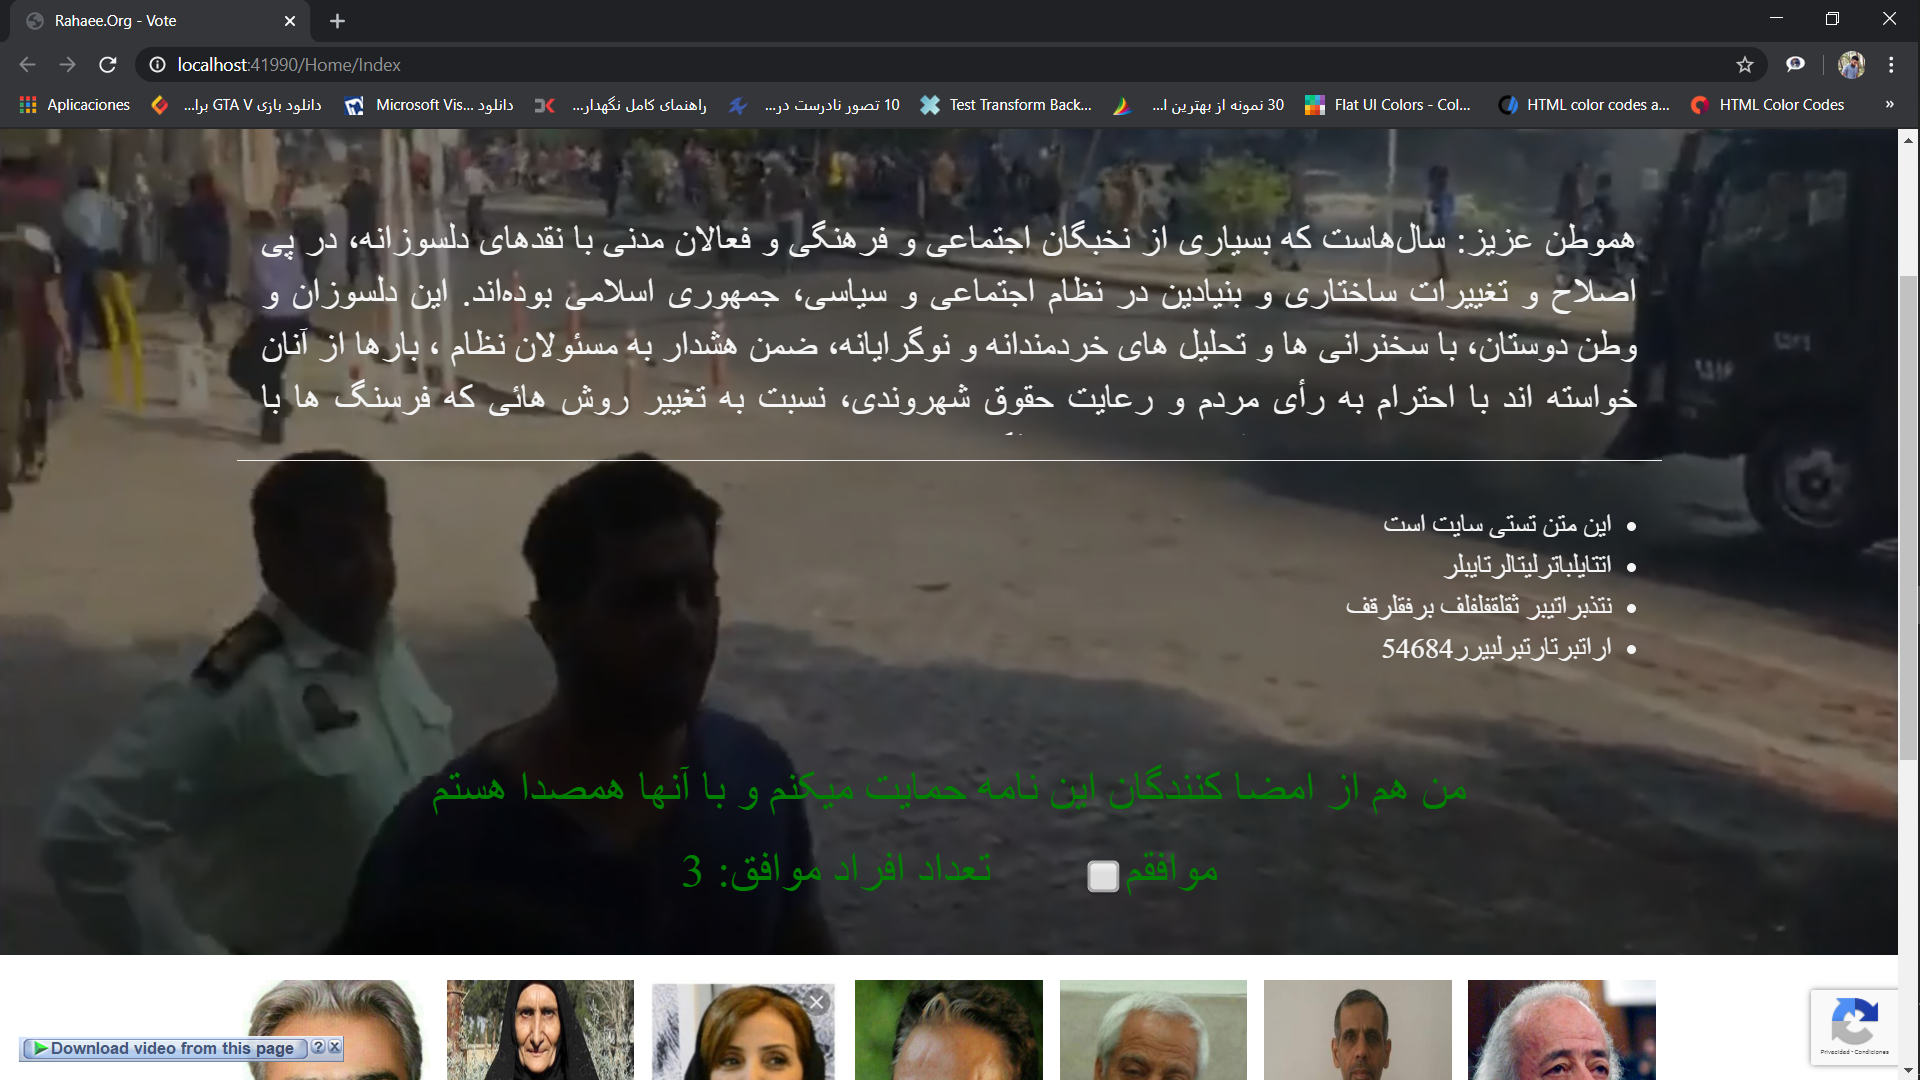 Rahaee.Org - Vote
localhost:41990/Home/Index
Aplicaciones
دانلود بازی GTA V برا...
دانلود Microsoft Vis...
راهنمای کامل نگهدار...
10 تصور نادرست در...
Test Transform Back...
30 نمونه از بهترین ا...
Flat UI Colors - Col...
HTML color codes a...
HTML Color Codes
»
هموطن عزیز: سال‌هاست که بسیاری از نخبگان اجتماعی و فرهنگی و فعالان مدنی با نقدهای دلسوزانه، در پی
اصلاح و تغییرات ساختاری و بنیادین در نظام اجتماعی و سیاسی، جمهوری اسلامی بوده‌اند. این دلسوزان و
وطن دوستان، با سخنرانی ها و تحلیل های خردمندانه و نوگرایانه، ضمن هشدار به مسئولان نظام ، بارها از آنان
خواسته اند با احترام به رأی مردم و رعایت حقوق شهروندی، نسبت به تغییر روش هائی که فرسنگ ها با
• این متن تستی سایت است
• اتتایلباترلیتالرتایبلر
• نتذبراتیبر ثقلقفلفلف برفقلرقف
• اراتبرتارتبرلبیرر54684
من هم از امضا کنندگان این نامه حمایت میکنم و با آنها همصدا هستم
موافقم
تعداد افراد موافق: 3
Download video from this page
Privacidad - Condiciones